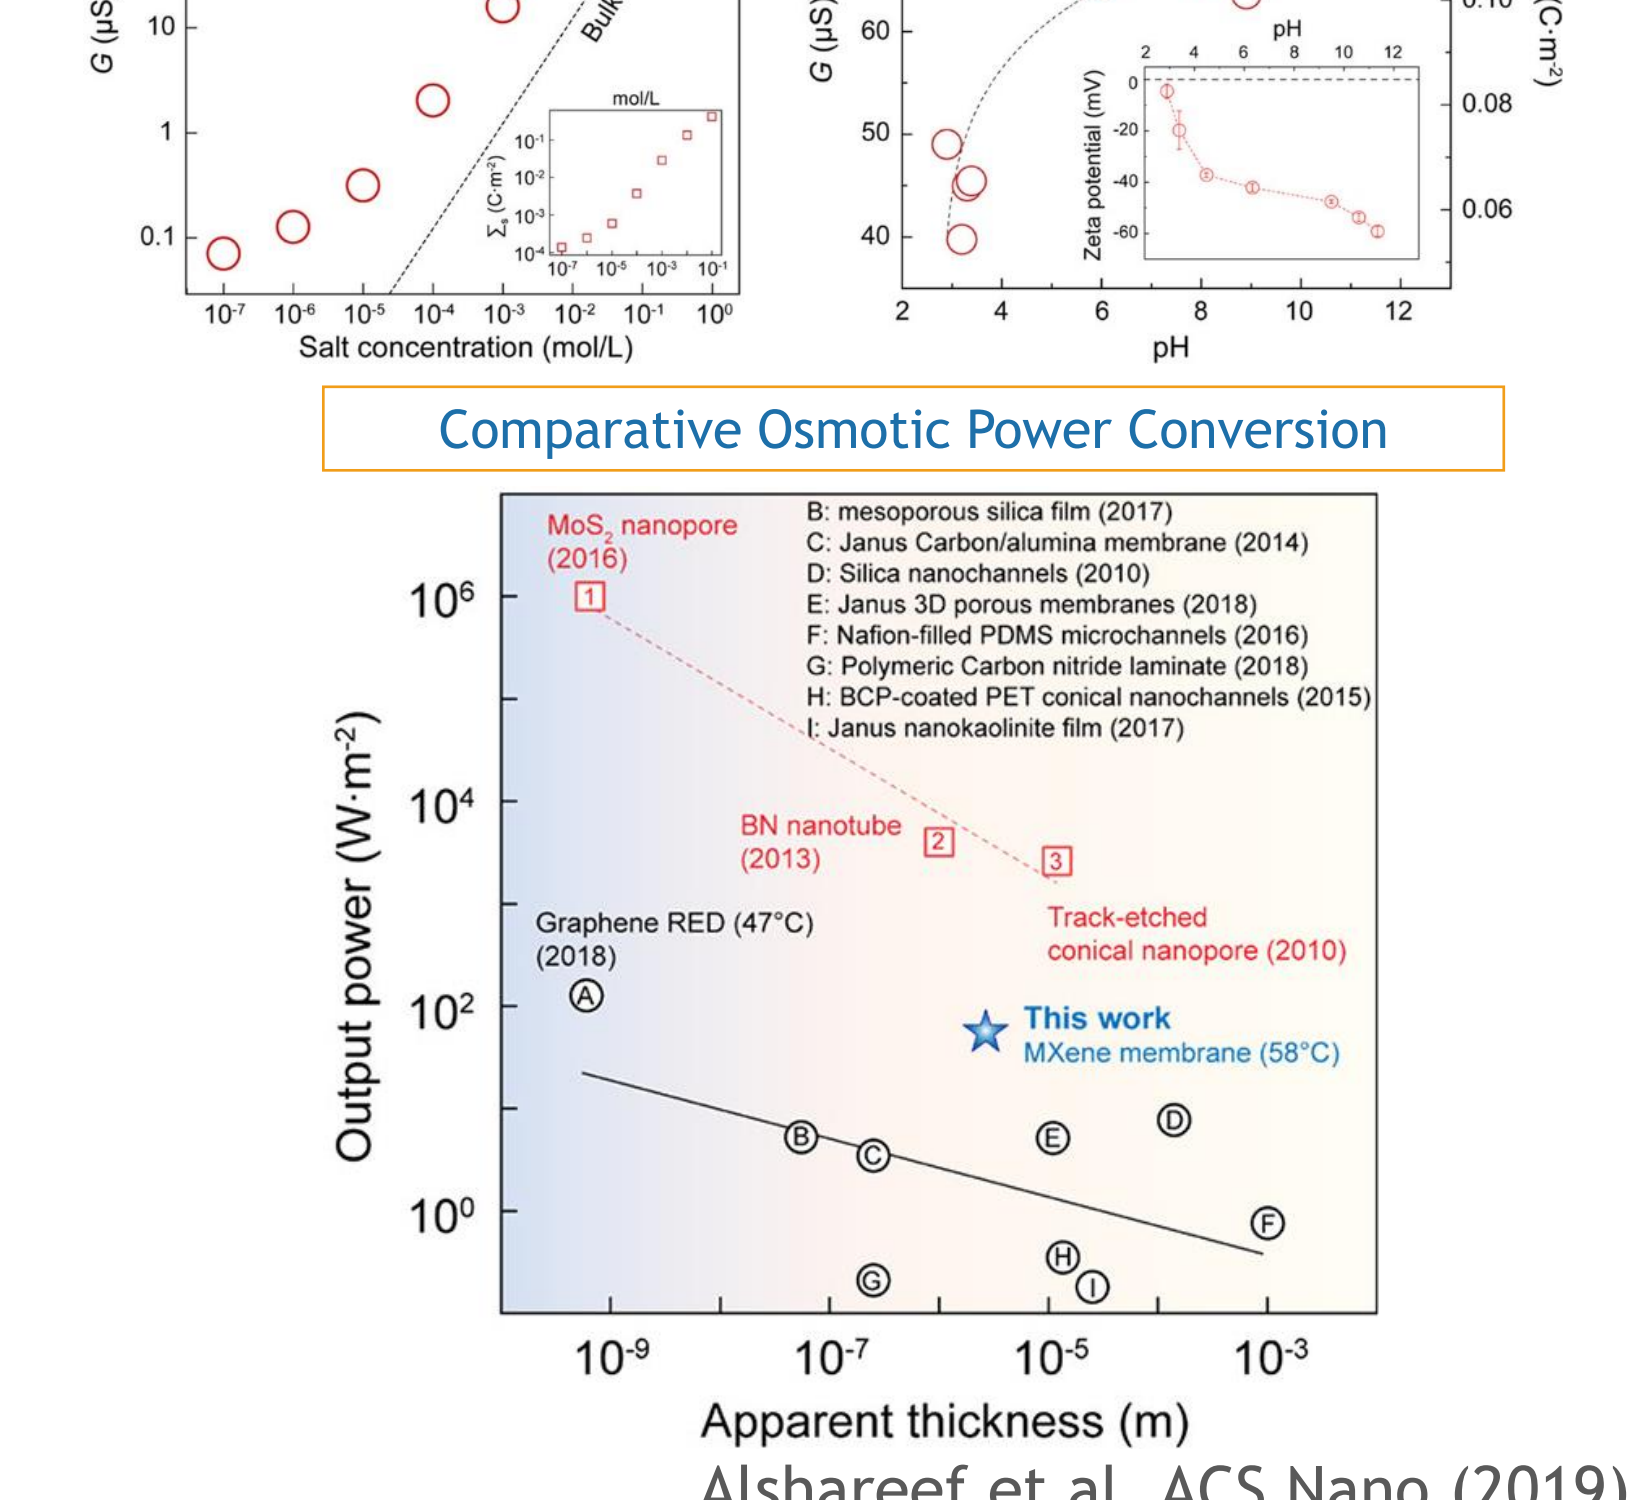 G (μS
10
1
0.1
Bulk
mol/L
Σs (C·m-2)
10-1
10-2
10-3
10-4
10-7 10-5 10-3 10-1
10-7 10-6 10-5 10-4 10-3 10-2 10-1 100
Salt concentration (mol/L)
G (μS)
60
50
40
pH
2 4 6 8 10 12
Zeta potential (mV)
0
-20
-40
-60
0.10
0.08
0.06
(C·m-2)
2 4 6 8 10 12
pH
Comparative Osmotic Power Conversion
MoS2 nanopore
(2016)
1
B: mesoporous silica film (2017)
C: Janus Carbon/alumina membrane (2014)
D: Silica nanochannels (2010)
E: Janus 3D porous membranes (2018)
F: Nafion-filled PDMS microchannels (2016)
G: Polymeric Carbon nitride laminate (2018)
H: BCP-coated PET conical nanochannels (2015)
I: Janus nanokaolinite film (2017)
BN nanotube
(2013)
2
3
Track-etched
conical nanopore (2010)
Graphene RED (47°C)
(2018)
A
This work
MXene membrane (58°C)
B
C
D
E
F
G
H
I
Output power (W·m-2)
106
104
102
100
10-9 10-7 10-5 10-3
Apparent thickness (m)
Alshareef et al. ACS Nano (2019)